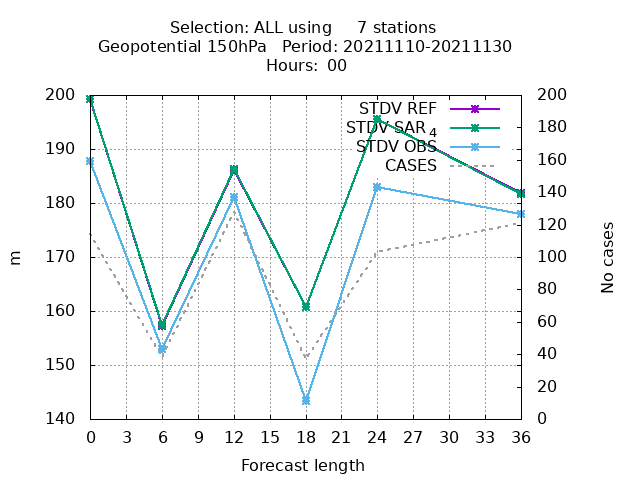 Selection: ALL using 7 stations
Geopotential 150hPa Period: 20211110-20211130
Hours: 00
200 200
STDV REF
180
STDV SAR 4
190
STDV OBS
160
CASES
180 140
120
170 100
80
160
60
150 40
20
140 0
0 3 6 9 12 15 18 21 24 27 30 33 36
m
No cases
Forecast length